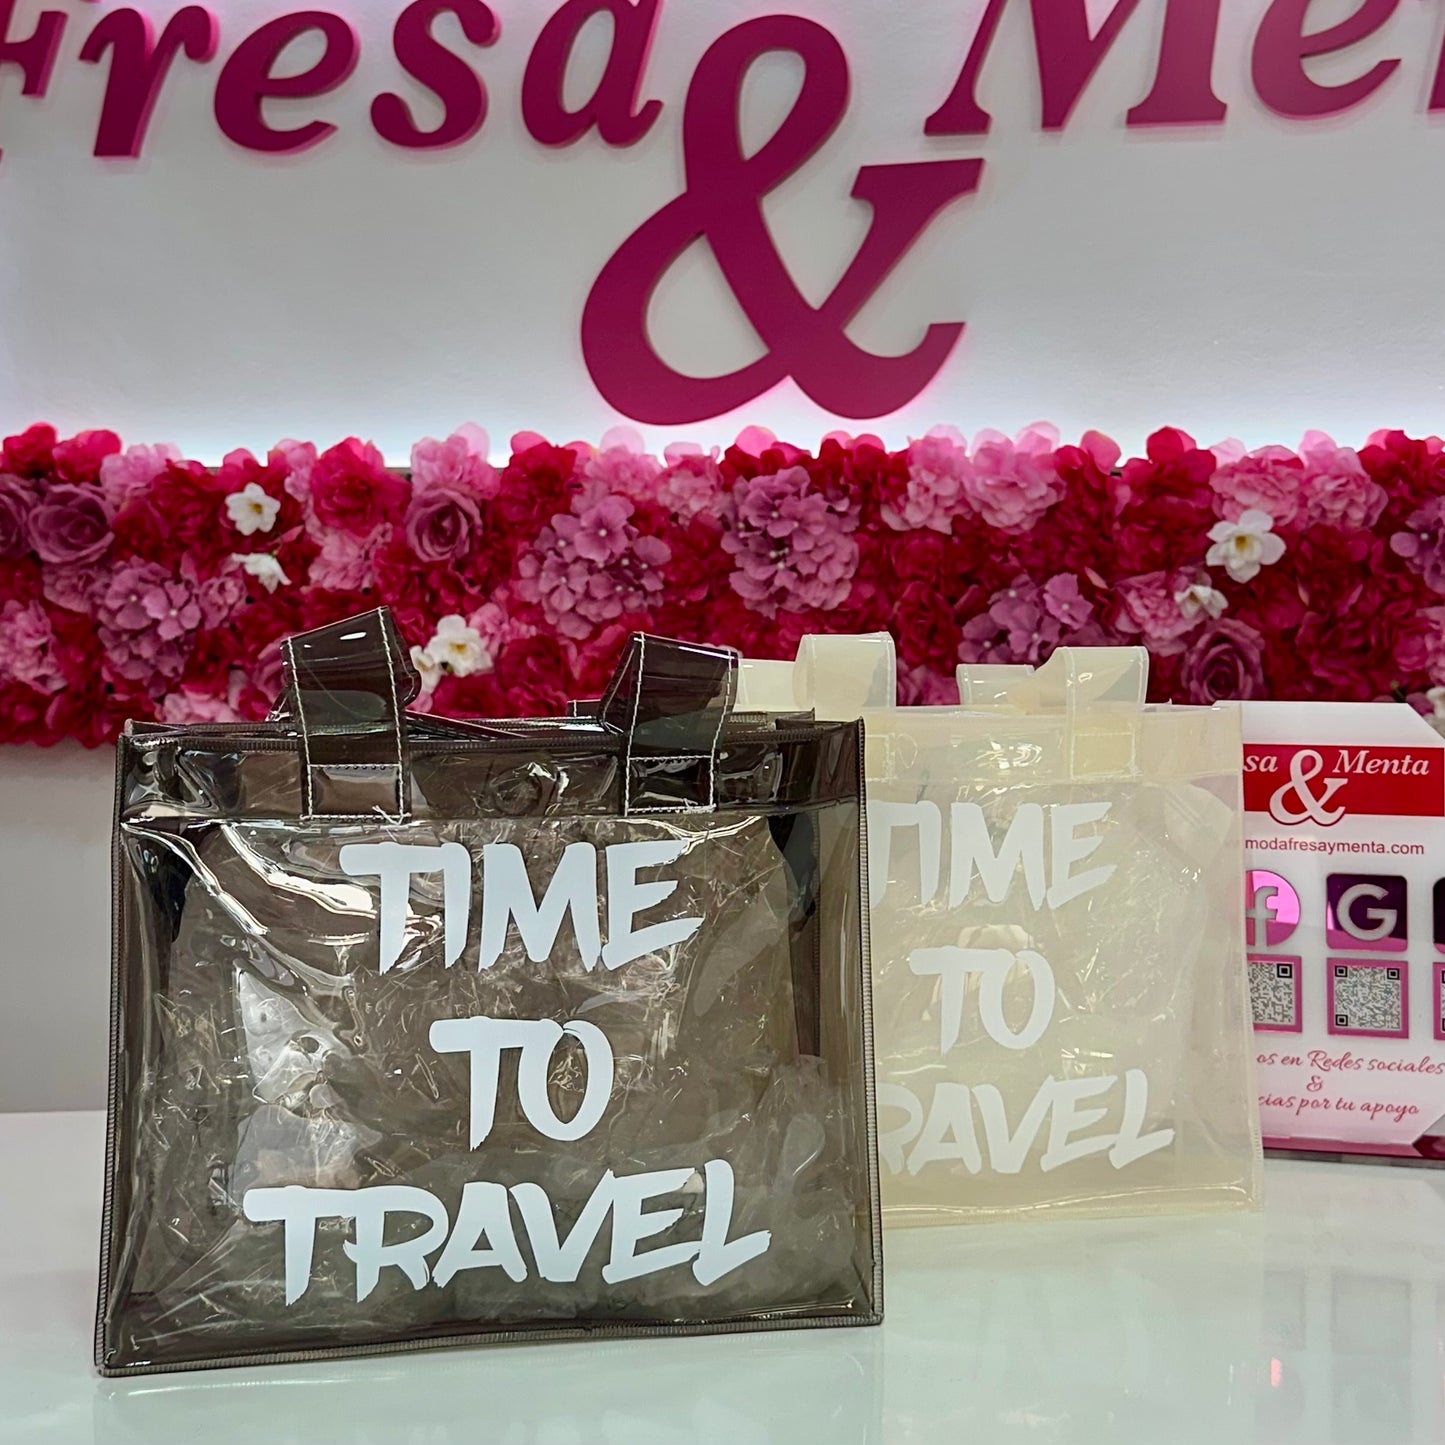 Fresa & Me
TIME
TO
TRAVEL
TIME
TO
RAVEL
sa & Menta
modafresaymenta.com
f G
os en Redes sociales
&
cias por tu apoyo